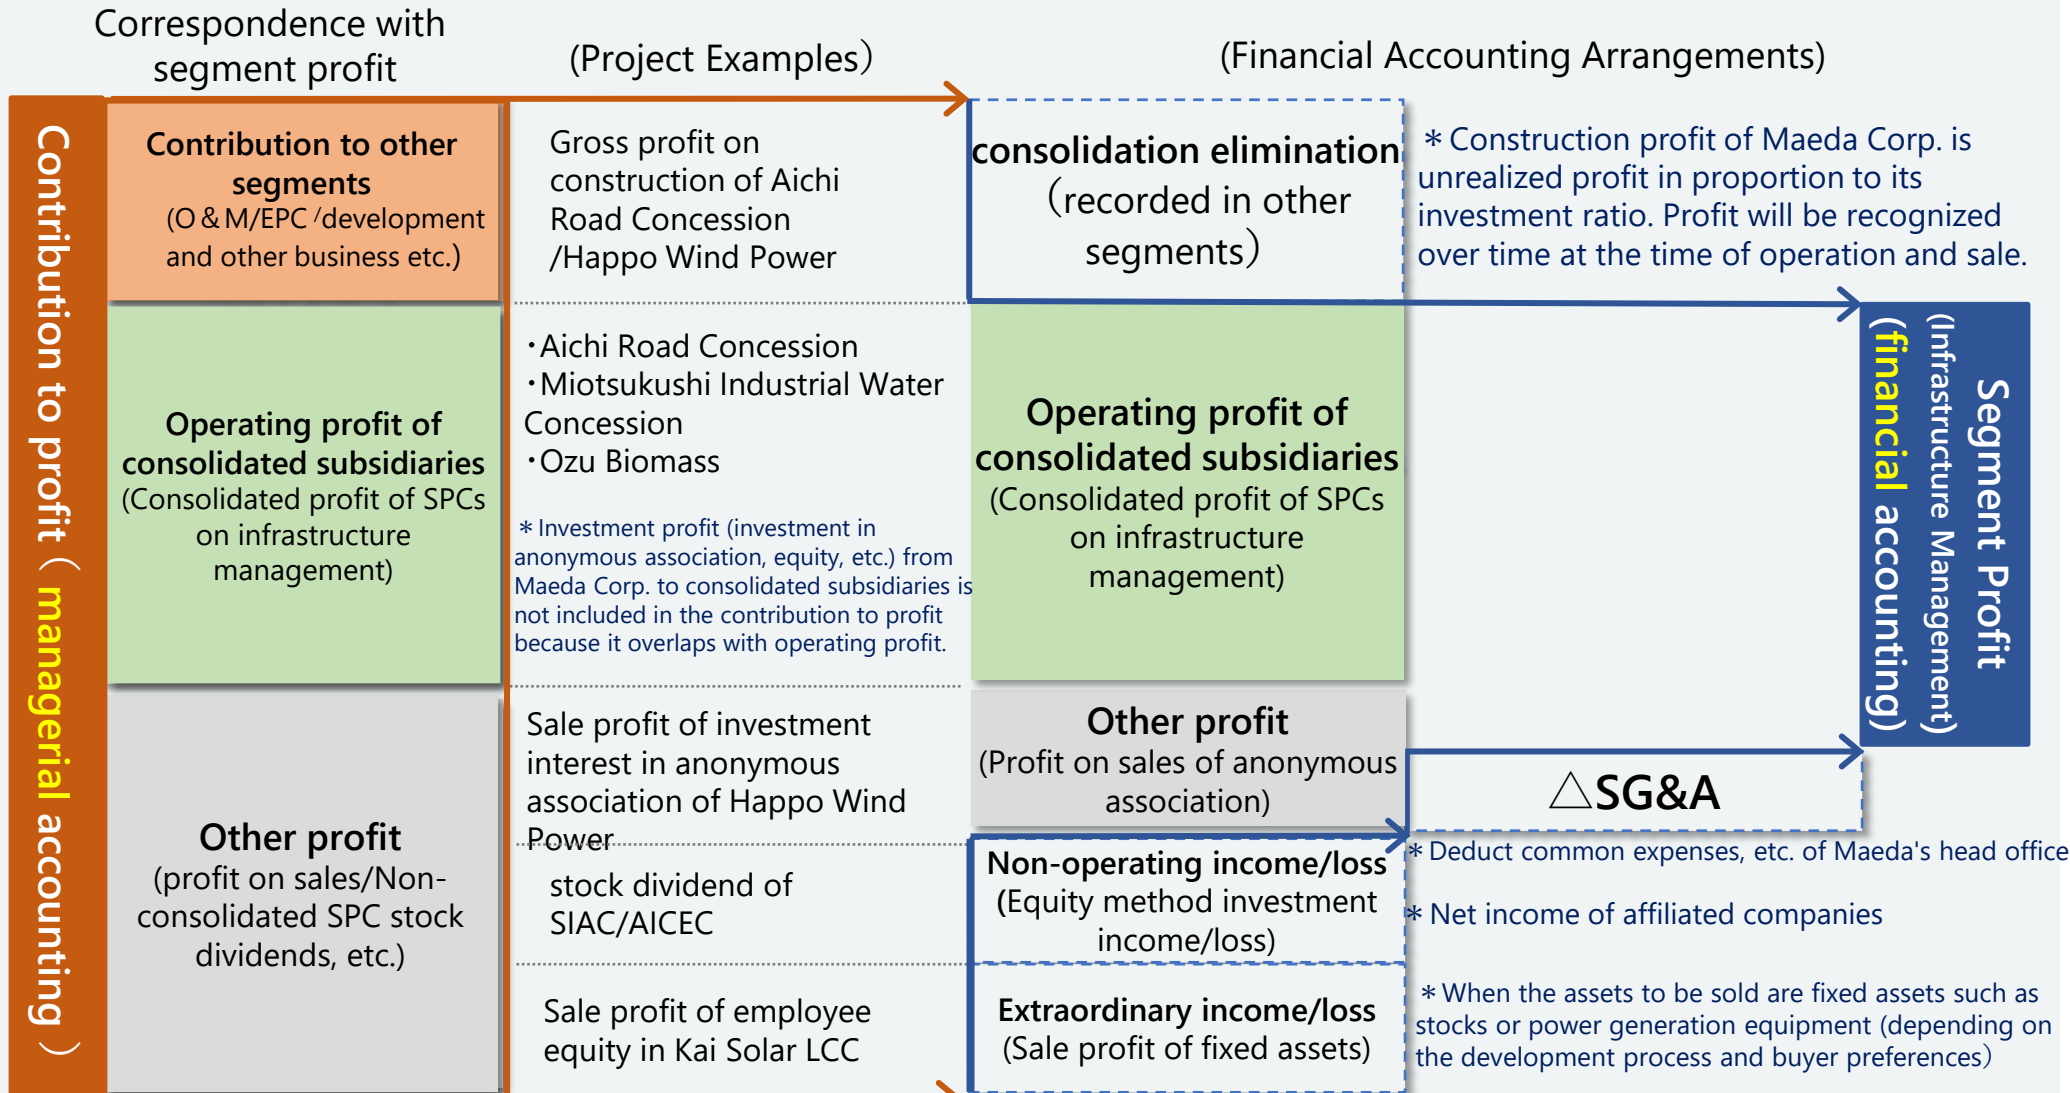 Correspondence with
segment profit
(Project Examples）
(Financial Accounting Arrangements)
Contribution to profit（managerial accounting）
Contribution to other
segments
(O＆M/EPC /development
and other business etc.)
Gross profit on
construction of Aichi
Road Concession
/Happo Wind Power
consolidation elimination
（recorded in other
segments）
＊Construction profit of Maeda Corp. is
unrealized profit in proportion to its
investment ratio. Profit will be recognized
over time at the time of operation and sale.
Operating profit of
consolidated subsidiaries
(Consolidated profit of SPCs
on infrastructure
management)
・Aichi Road Concession
・Miotsukushi Industrial Water
Concession
・Ozu Biomass
＊Investment profit (investment in
anonymous association, equity, etc.) from
Maeda Corp. to consolidated subsidiaries is
not included in the contribution to profit
because it overlaps with operating profit.
Operating profit of
consolidated subsidiaries
(Consolidated profit of SPCs
on infrastructure
management)
Segment Profit
(Infrastructure Management)
(financial accounting)
Other profit
(profit on sales/Non-
consolidated SPC stock
dividends, etc.)
Sale profit of investment
interest in anonymous
association of Happo Wind
Power
Other profit
(Profit on sales of anonymous
association)
△SG&A
＊Deduct common expenses, etc. of Maeda's head office
stock dividend of
SIAC/AICEC
Non-operating income/loss
(Equity method investment
income/loss)
＊Net income of affiliated companies
Sale profit of employee
equity in Kai Solar LCC
Extraordinary income/loss
(Sale profit of fixed assets)
＊When the assets to be sold are fixed assets such as
stocks or power generation equipment (depending on
the development process and buyer preferences）